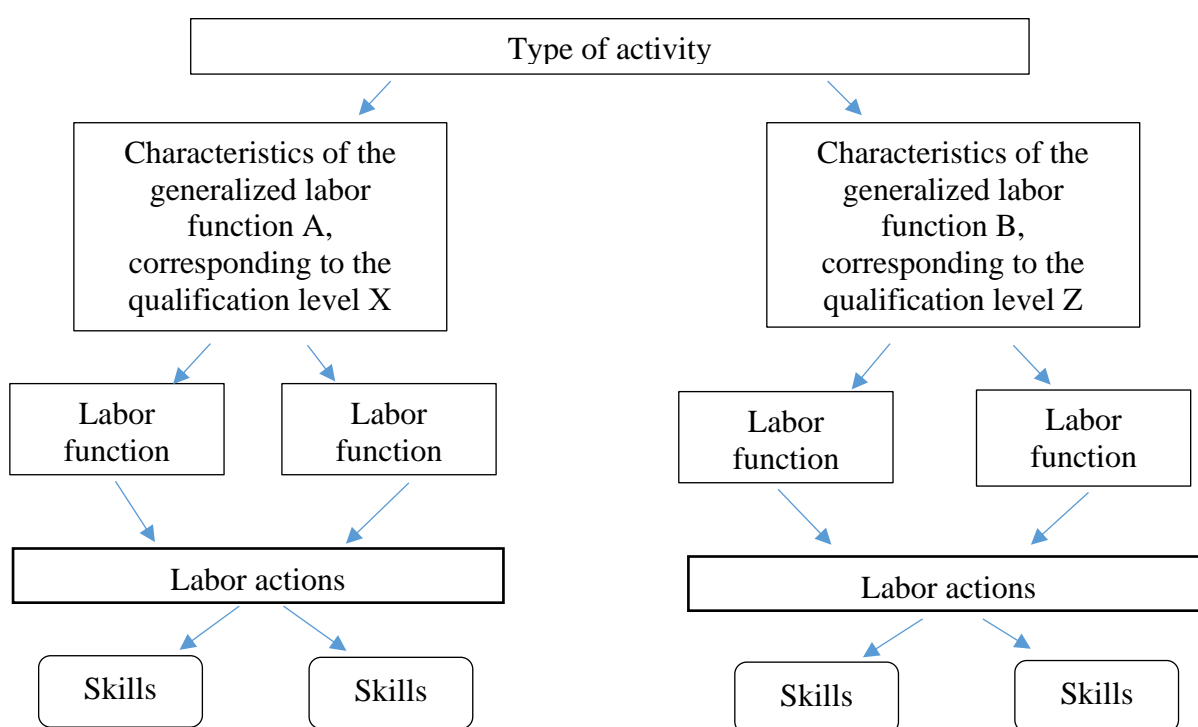 Type of activity
Characteristics of the
generalized labor
function A,
corresponding to the
qualification level X
Characteristics of the
generalized labor
function B,
corresponding to the
qualification level Z
Labor
function
Labor
function
Labor
function
Labor
function
Labor actions
Labor actions
Skills
Skills
Skills
Skills